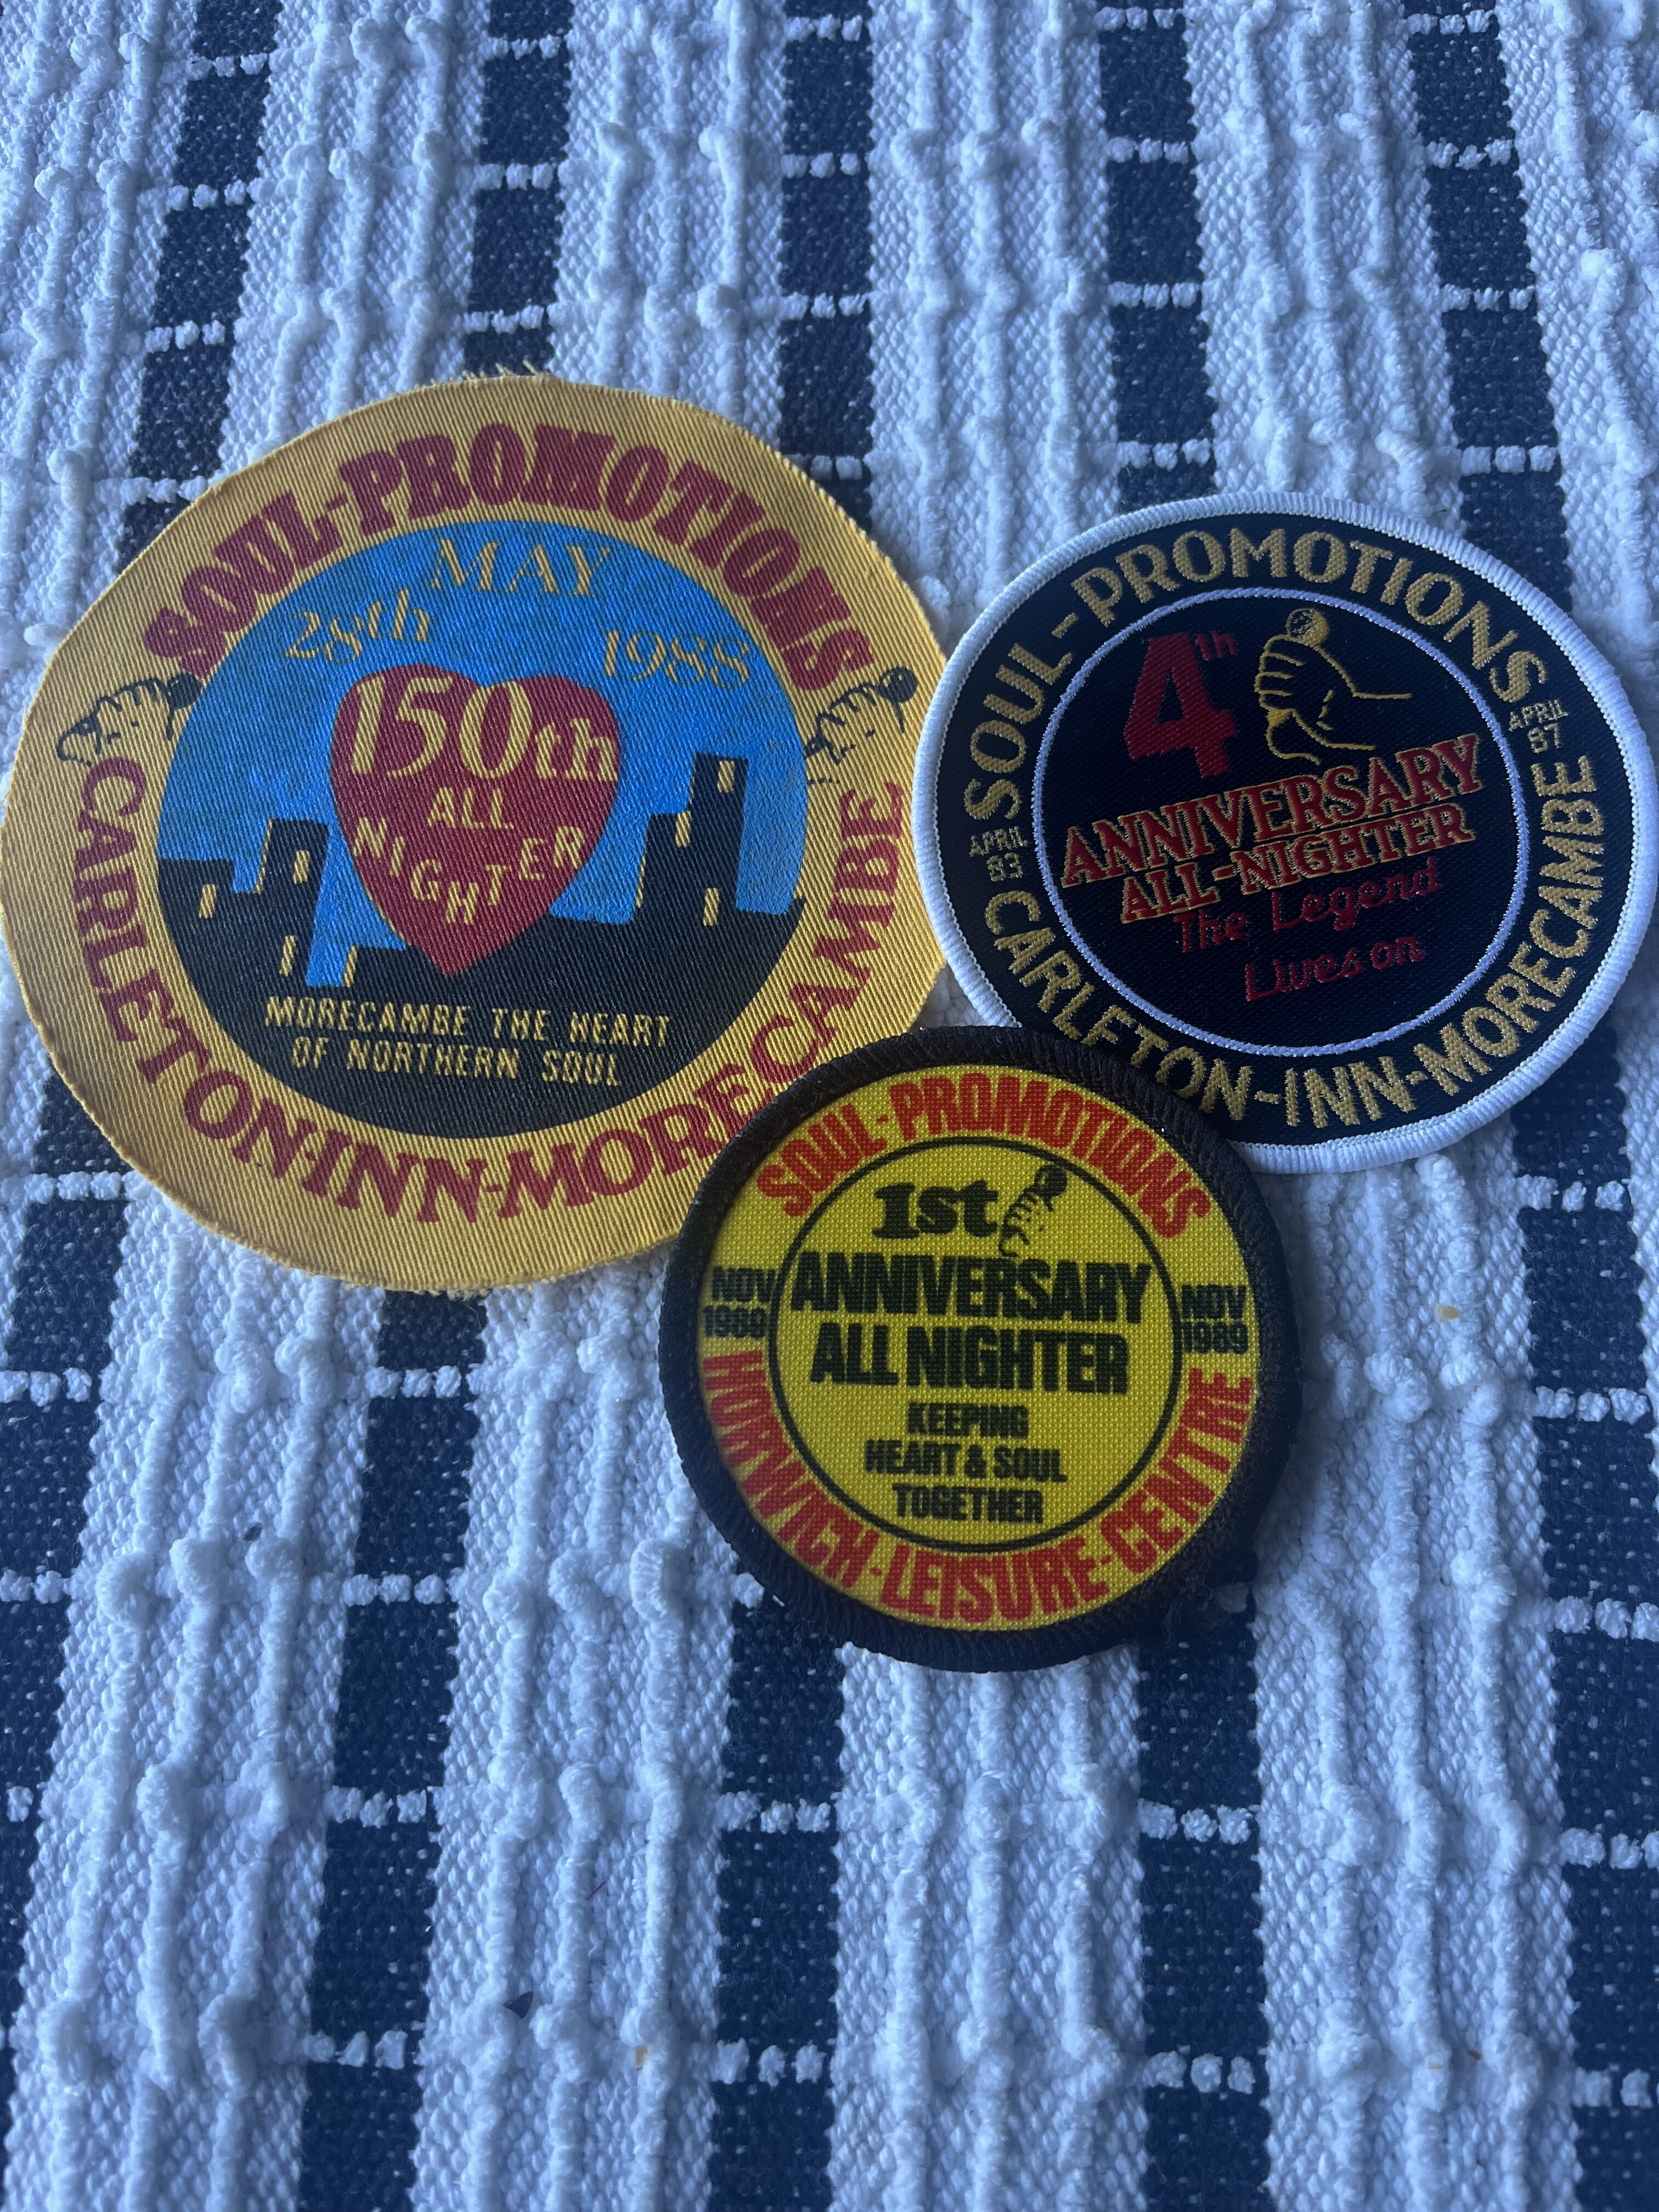 SOUL-PROMOTIONS
28th MAY 1988
150th
ALL
NIGHTER
MORECAMBE THE HEART
OF NORTHERN SOUL
CARLETON-INN-MORECAMBE
SOUL-PROMOTIONS
4th
ANNIVERSARY
ALL-NIGHTER
The Legend
Lives on
APRIL
83
APRIL
87
CARLETON-INN-MORECAMBE
SOUL-PROMOTIONS
1st
ANNIVERSARY
ALL NIGHTER
KEEPING
HEART & SOUL
TOGETHER
NOV
1988
NOV
1989
NORTWICH-LEISURE-CENTRE